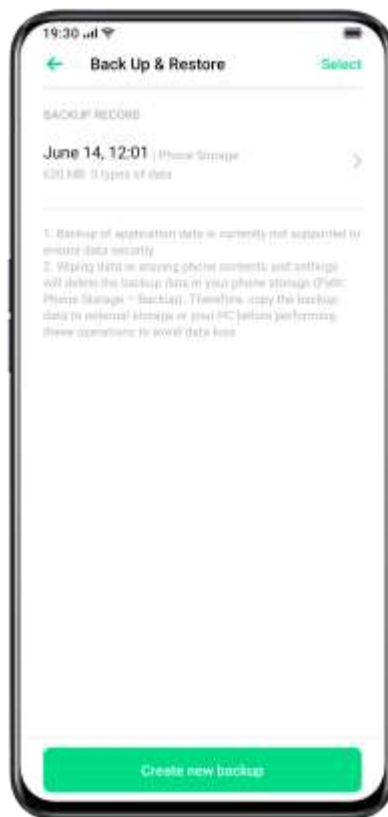 19:30
Back Up & Restore
Select
BACKUP RECORD
June 14, 12:01 | Phone Storage
620 MB types of data
1. Backup of application data is currently not supported to
ensure data security
2. Wiping data or erasing phone contents and settings
will delete the backup data in your phone storage (Path:
Phone Storage - Backup). Therefore, copy the backup
data to external storage or your PC before performing
these operations to avoid data loss
Create new backup